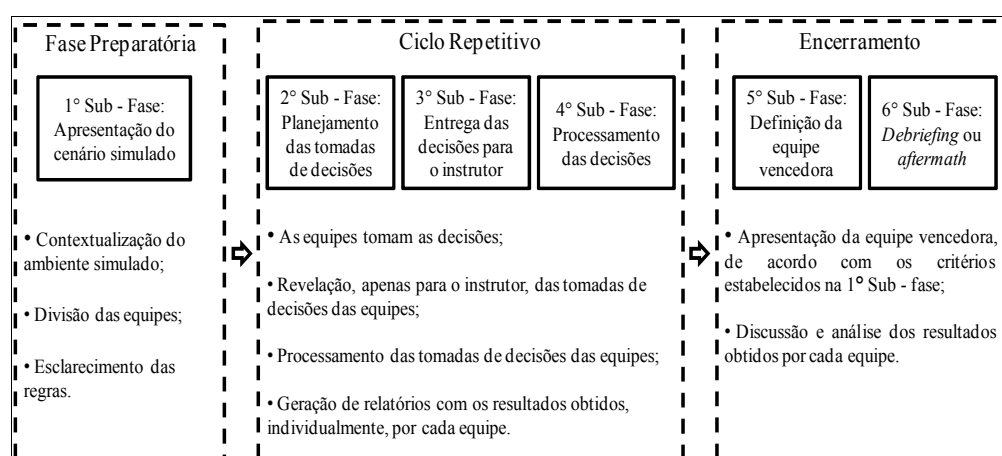 Fase Preparatória
1° Sub - Fase:
Apresentação do
cenário simulado
• Contextualização do
ambiente simulado;
• Divisão das equipes;
• Esclarecimento das
regras.
Ciclo Repetitivo
2° Sub - Fase:
Planejamento
das tomadas
de decisões
3° Sub - Fase:
Entrega das
decisões para
o instrutor
4° Sub - Fase:
Processamento
das decisões
• As equipes tomam as decisões;
• Revelação, apenas para o instrutor, das tomadas de
decisões das equipes;
• Processamento das tomadas de decisões das equipes;
• Geração de relatórios com os resultados obtidos,
individualmente, por cada equipe.
Encerramento
5° Sub - Fase:
Definição da
equipe
vencedora
6° Sub - Fase:
Debriefing ou
aftermath
• Apresentação da equipe vencedora,
de acordo com os critérios
estabelecidos na 1° Sub - fase;
• Discussão e análise dos resultados
obtidos por cada equipe.